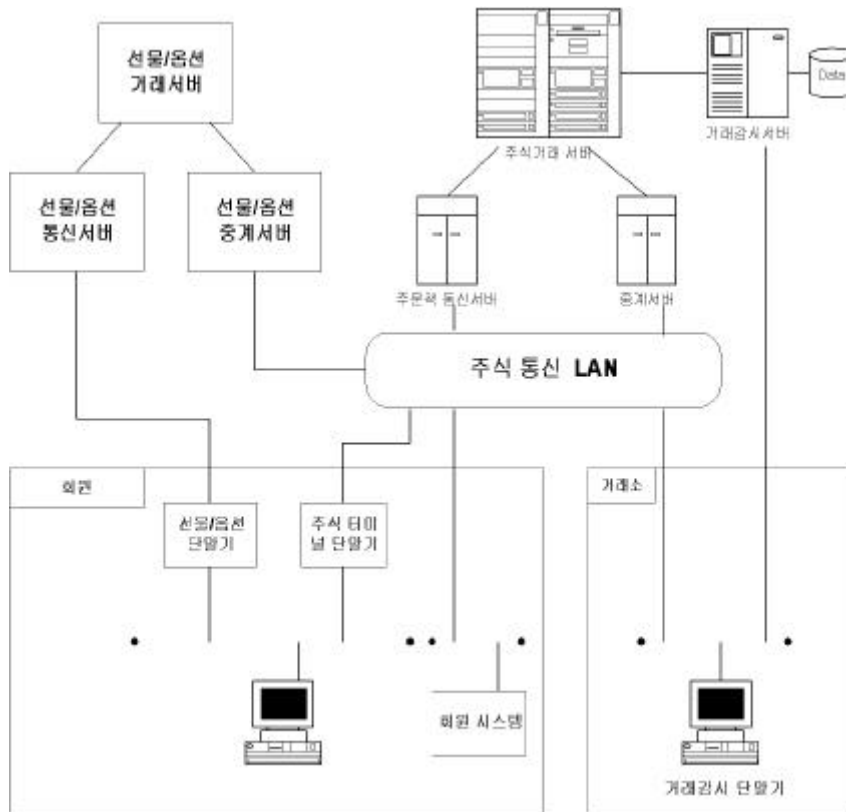 선물/옵션
거래서버
Data
주식거래 서버
거래감시서버
선물/옵션
통신서버
선물/옵션
중계서버
주문팩 통신서버
중계서버
주식 통신 LAN
회원
거래소
선물/옵션
단말기
주식 터미
널 단말기
회원 시스템
거래감시 단말기